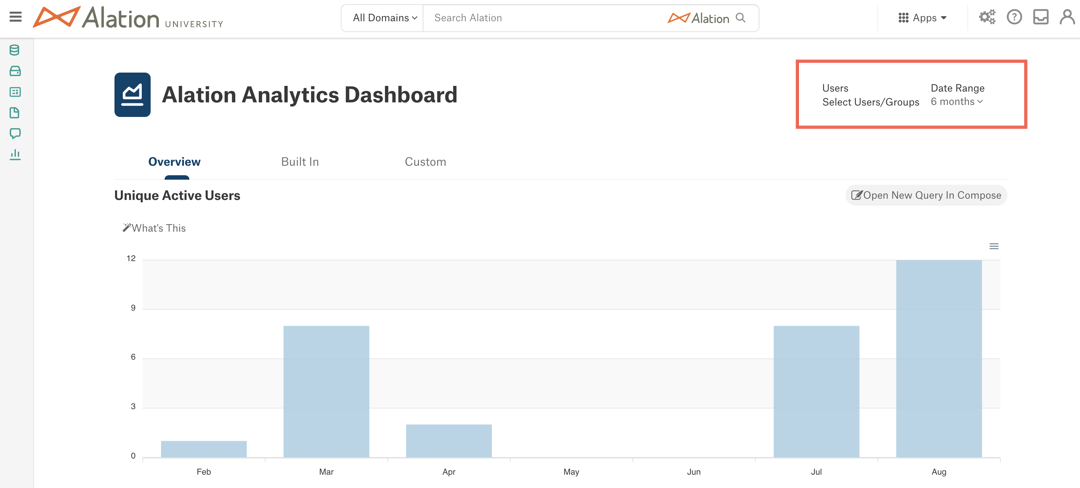 Alation UNIVERSITY
All Domains
Search Alation
Alation
Apps
Alation Analytics Dashboard
Users
Select Users/Groups
Date Range
6 months
Overview
Built In
Custom
Unique Active Users
Open New Query In Compose
What's This
12
9
6
3
0
Feb
Mar
Apr
May
Jun
Jul
Aug